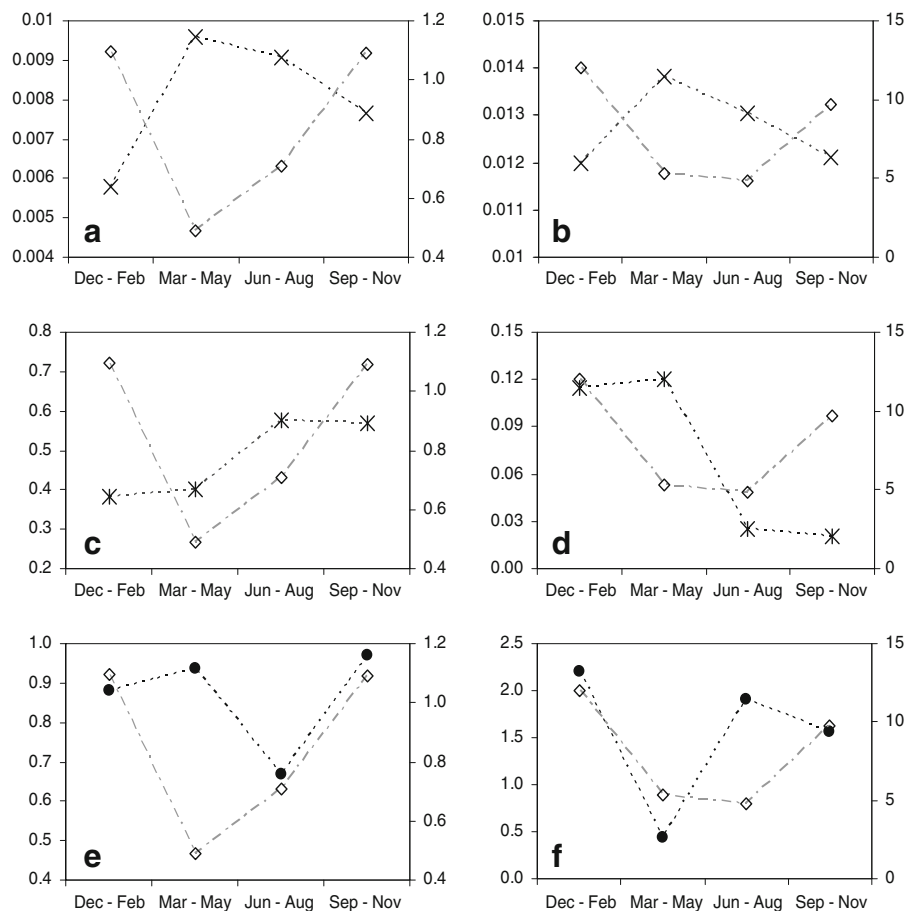 0.01 1.2 0.015 15
0.009 1.0 0.014
0.008 0.013 10
0.007 0.8
0.006 0.6 0.012 5
0.005 0.011
0.004 a 0.4 0.01 b 0
Dec - Feb Mar - May Jun - Aug Sep - Nov Dec - Feb Mar - May Jun - Aug Sep - Nov
0.8 1.2 0.15 15
0.7 1.0 0.12
0.6 0.09 10
0.5 0.8
0.4 0.6 0.06 5
0.3 0.03
0.2 c 0.4 0.00 d 0
Dec - Feb Mar - May Jun - Aug Sep - Nov Dec - Feb Mar - May Jun - Aug Sep - Nov
1.0 1.2 2.5 15
0.9 1.0 2.0
0.8 1.5 10
0.7 0.8
0.6 1.0 5
0.5 0.6 0.5
0.4 e 0.4 0.0 f 0
Dec - Feb Mar - May Jun - Aug Sep - Nov Dec - Feb Mar - May Jun - Aug Sep - Nov